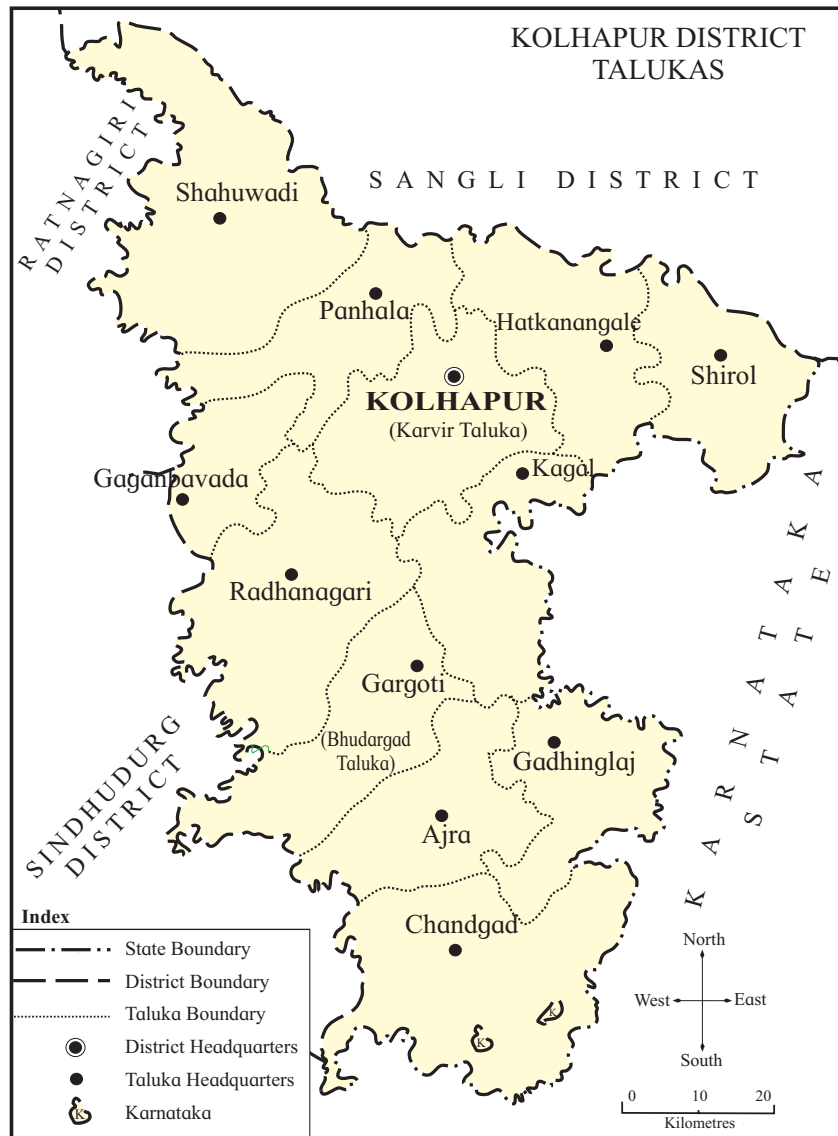 KOLHAPUR DISTRICT
TALUKAS
RATNAGIRI
DISTRICT
SANGLI DISTRICT
Shahuwadi
Panhala
Hatkanangale
Shirol
KOLHAPUR
(Karvir Taluka)
Kagal
Gaganbavada
Radhanagari
Gargoti
(Bhudargad
Taluka)
Gadhinglaj
Ajra
Chandgad
SINDHUDURG
DISTRICT
KARNATAKA
STATE
Index
State Boundary
District Boundary
Taluka Boundary
District Headquarters
Taluka Headquarters
K Karnataka
K
K
North
West East
South
0 10 20
Kilometres